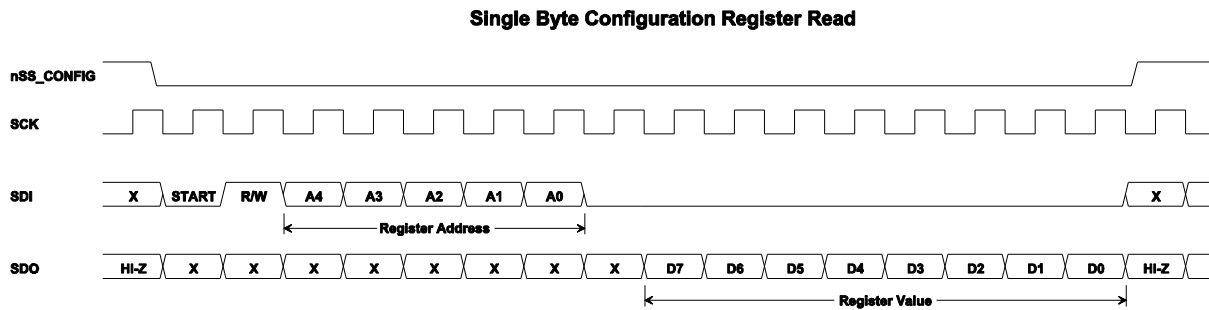 Single Byte Configuration Register Read
nSS_CONFIG
SCK
SDI X START R/W A4 A3 A2 A1 A0 X
Register Address
SDO HI-Z X X X X X X X X D7 D6 D5 D4 D3 D2 D1 D0 HI-Z
Register Value